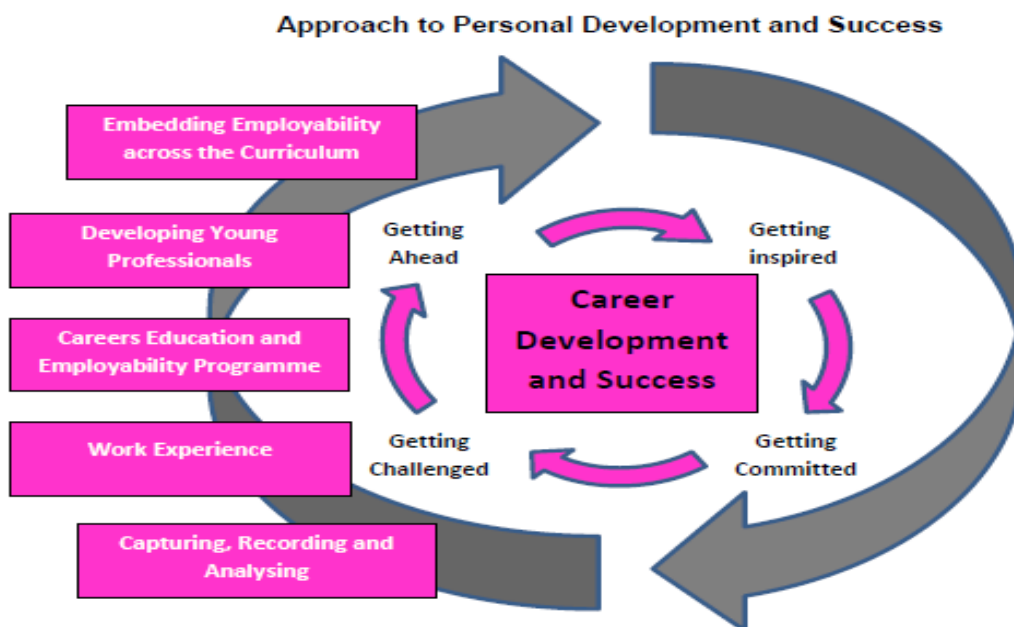 Approach to Personal Development and Success
Embedding Employability
across the Curriculum
Developing Young
Professionals
Careers Education and
Employability Programme
Work Experience
Capturing, Recording and
Analysing
Getting
Ahead
Getting
inspired
Career
Development
and Success
Getting
Challenged
Getting
Committed